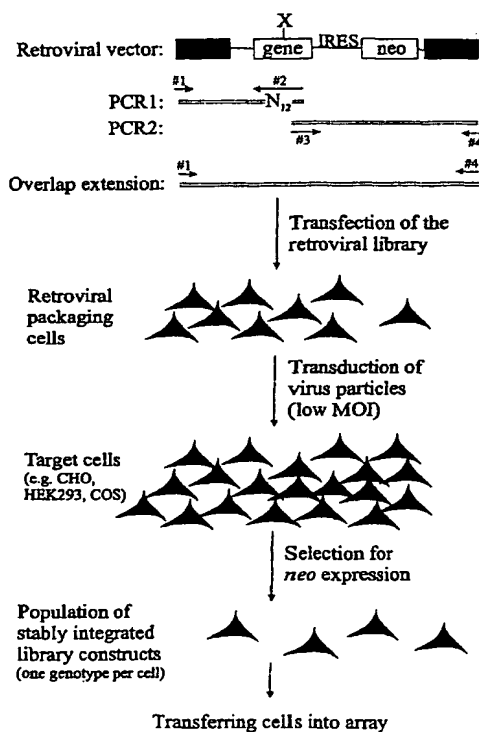 X
Retroviral vector:
gene
IRES
neo
#1
#2
PCR1:
N12
PCR2:
#3
#4
#1
#4
Overlap extension:
Transfection of the
retroviral library
Retroviral
packaging
cells
Transduction of
virus particles
(low MOI)
Target cells
(e.g. CHO,
HEK293, COS)
Selection for
neo expression
Population of
stably integrated
library constructs
(one genotype per cell)
Transferring cells into array